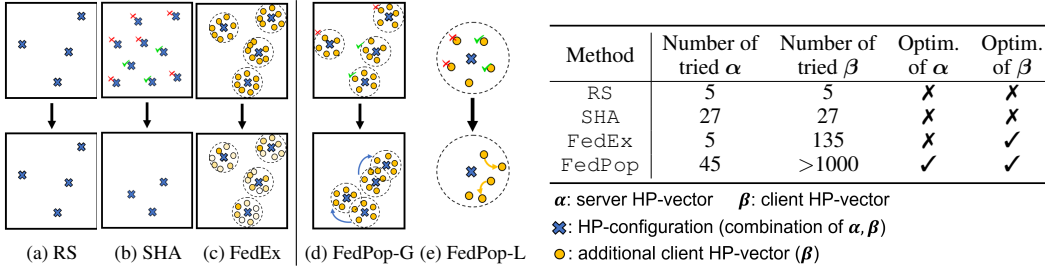 (a) RS (b) SHA (c) FedEx (d) FedPop-G (e) FedPop-L
Method Number of tried α Number of tried β Optim. of α Optim. of β
RS 5 5 ✗ ✗
SHA 27 27 ✗ ✗
FedEx 5 135 ✗ ✓
FedPop 45 >1000 ✓ ✓
α: server HP-vector β: client HP-vector
: HP-configuration (combination of α, β)
: additional client HP-vector (β)